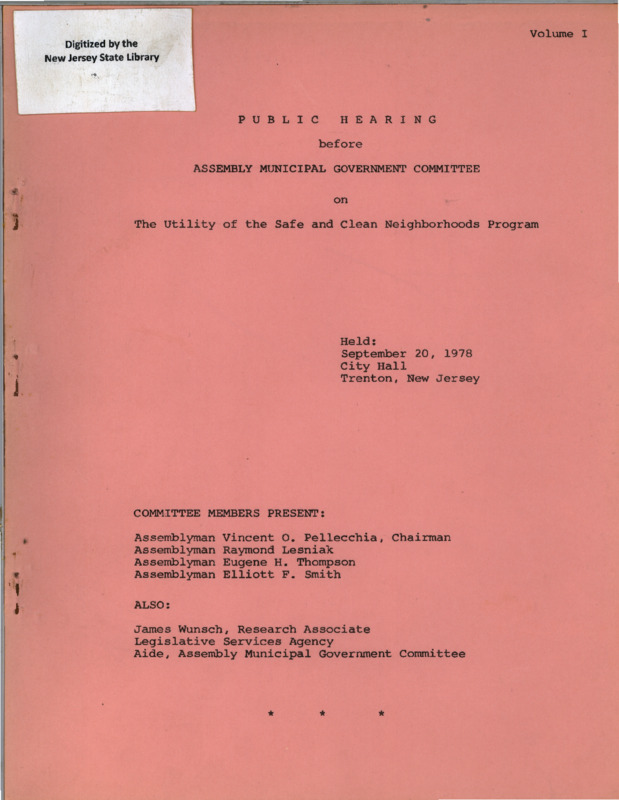 Volume I
Digitized by the
New Jersey State Library
PUBLIC HEARING
before
ASSEMBLY MUNICIPAL GOVERNMENT COMMITTEE
on
The Utility of the Safe and Clean Neighborhoods Program
Held:
September 20, 1978
City Hall
Trenton, New Jersey
COMMITTEE MEMBERS PRESENT:
Assemblyman Vincent O. Pellecchia, Chairman
Assemblyman Raymond Lesniak
Assemblyman Eugene H. Thompson
Assemblyman Elliott F. Smith
ALSO:
James Wunsch, Research Associate
Legislative Services Agency
Aide, Assembly Municipal Government Committee
* * *